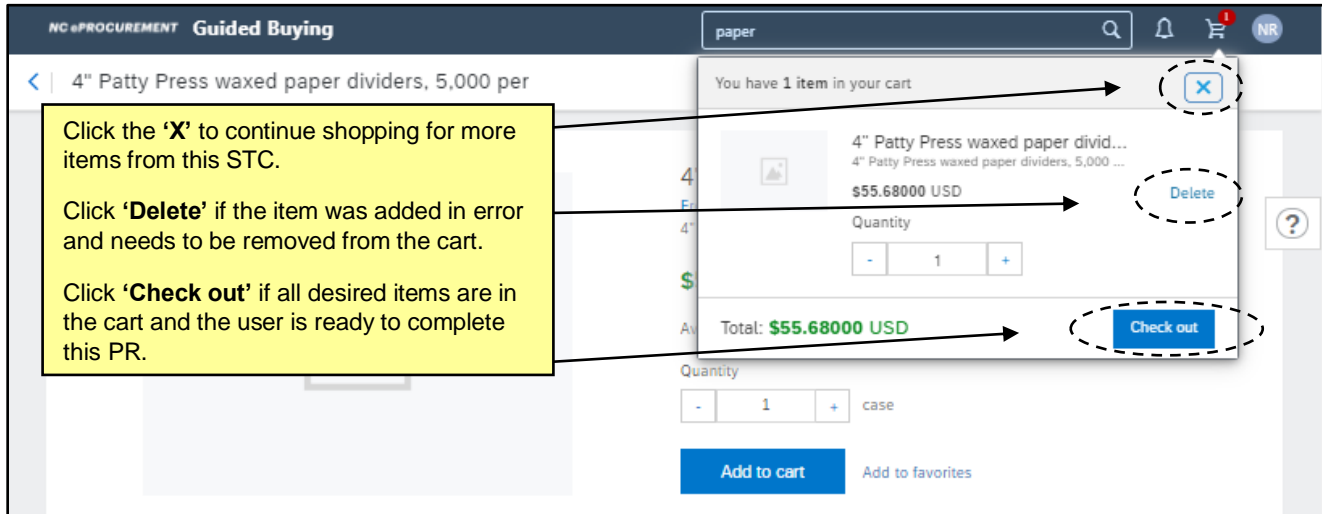 NC ePROCUREMENT Guided Buying
paper
1
NR
4" Patty Press waxed paper dividers, 5,000 per
You have 1 item in your cart
Click the ‘X’ to continue shopping for more
items from this STC.
Click ‘Delete’ if the item was added in error
and needs to be removed from the cart.
Click ‘Check out’ if all desired items are in
the cart and the user is ready to complete
this PR.
4" Patty Press waxed paper divid...
4" Patty Press waxed paper dividers, 5,000 ...
$55.68000 USD
Delete
Quantity
- 1 +
Total: $55.68000 USD
Check out
?
4"
4"
$
Quantity
- 1 + case
Add to cart
Add to favorites